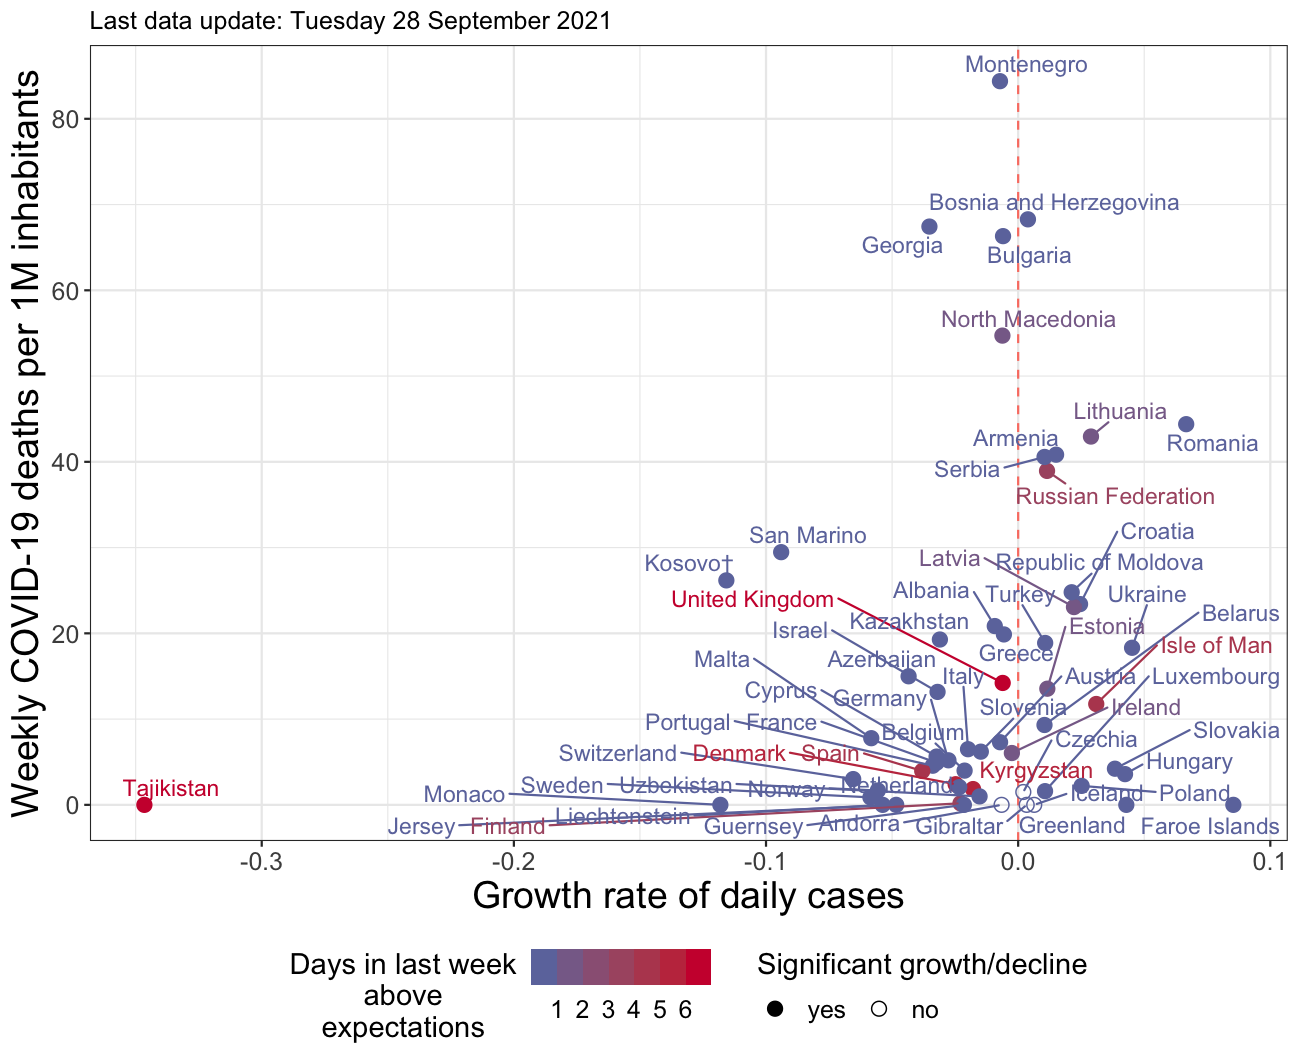 Last data update: Tuesday 28 September 2021
Weekly COVID-19 deaths per 1M inhabitants
80
60
40
20
0
Montenegro
Bosnia and Herzegovina
Georgia
Bulgaria
North Macedonia
Lithuania
Armenia
Romania
Serbia
Russian Federation
San Marino
Croatia
Kosovo†
Latvia
Republic of Moldova
United Kingdom
Albania
Turkey
Ukraine
Belarus
Israel
Kazakhstan
Estonia
Isle of Man
Malta
Azerbaijan
Greece
Cyprus
Germany
Italy
Austria
Luxembourg
Slovenia
Ireland
Portugal
France
Belgium
Czechia
Slovakia
Switzerland
Denmark
Spain
Kyrgyzstan
Hungary
Tajikistan
Monaco
Sweden
Uzbekistan
Norway
Netherlands
Iceland
Poland
Jersey
Finland
Liechtenstein
Guernsey
Andorra
Gibraltar
Greenland
Faroe Islands
-0.3
-0.2
-0.1
0.0
0.1
Growth rate of daily cases
Days in last week
above
expectations
1 2 3 4 5 6
Significant growth/decline
yes
no